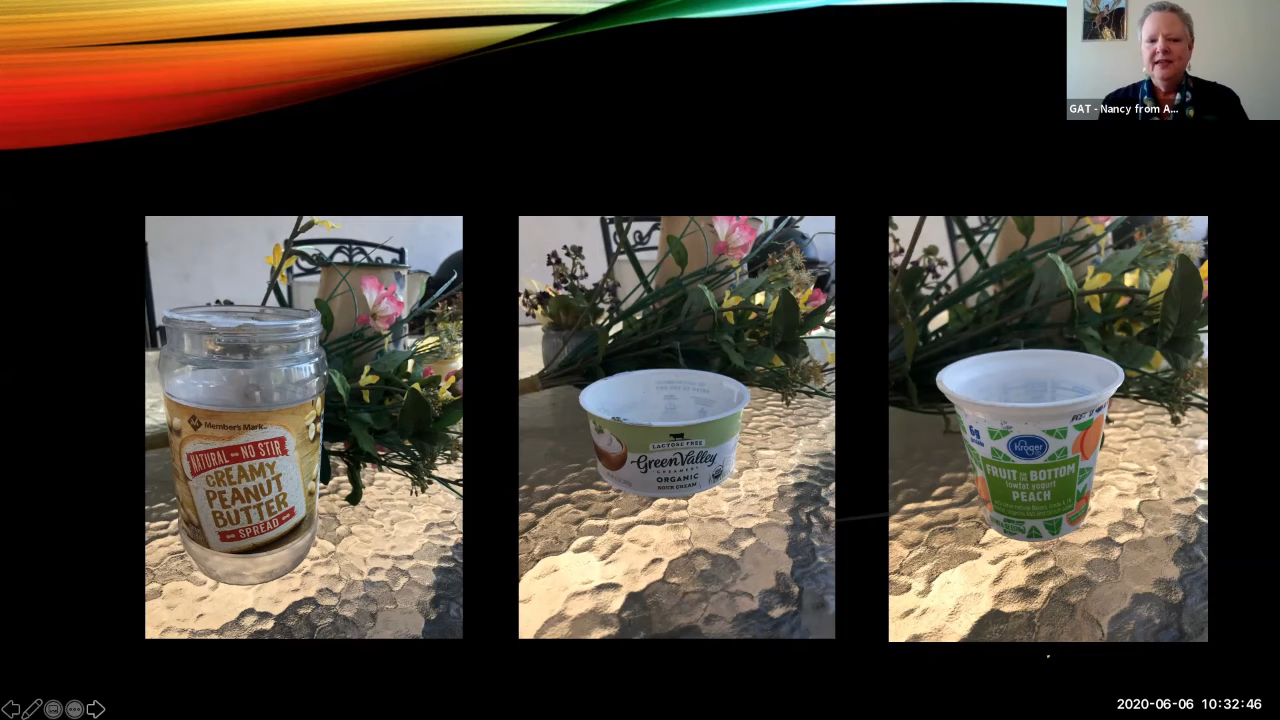 GAT - Nancy from A...
Member's Mark
NATURAL NO STIR
CREAMY
PEANUT
BUTTER
SPREAD
LACTOSE FREE
Green Valley
CREAMERY
ORGANIC
SOUR CREAM
Kroger
FRUIT ON THE BOTTOM
lowfat yogurt
PEACH
2020-06-06 10:32:46